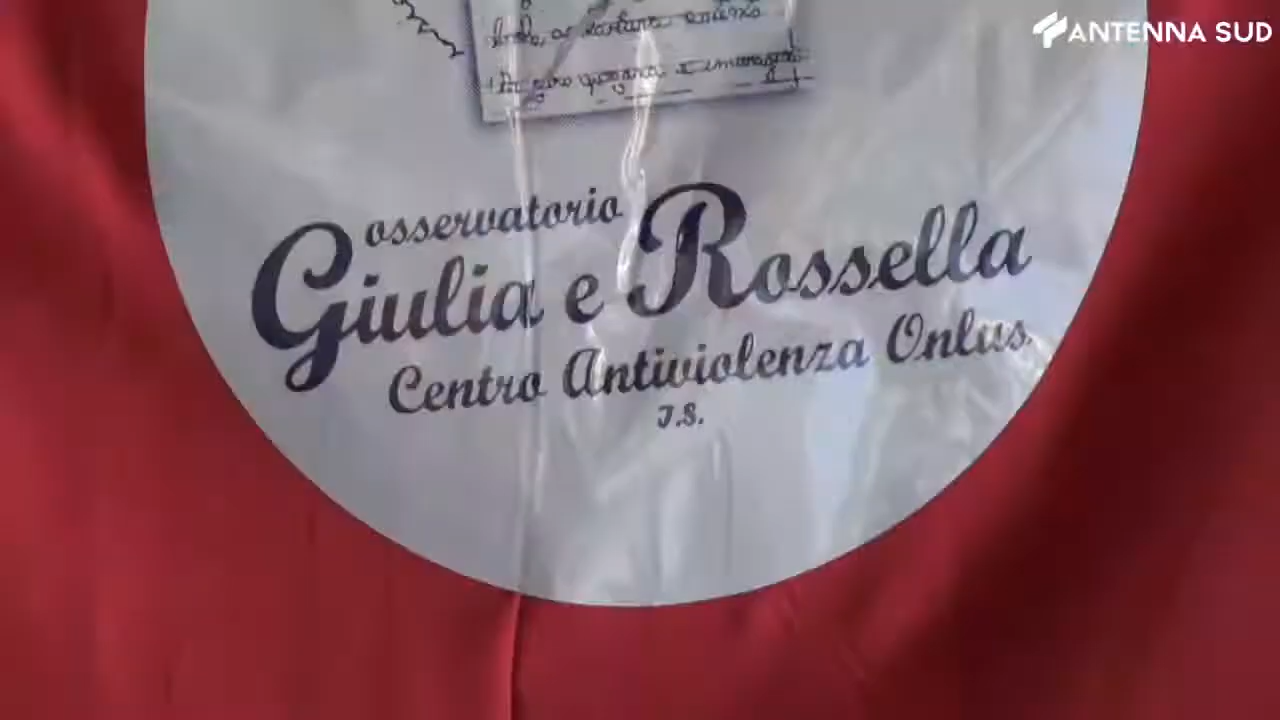 ANTENNA SUD
osservatorio
Giulia e Rossella
Centro Antiviolenza Onlus
I.S.